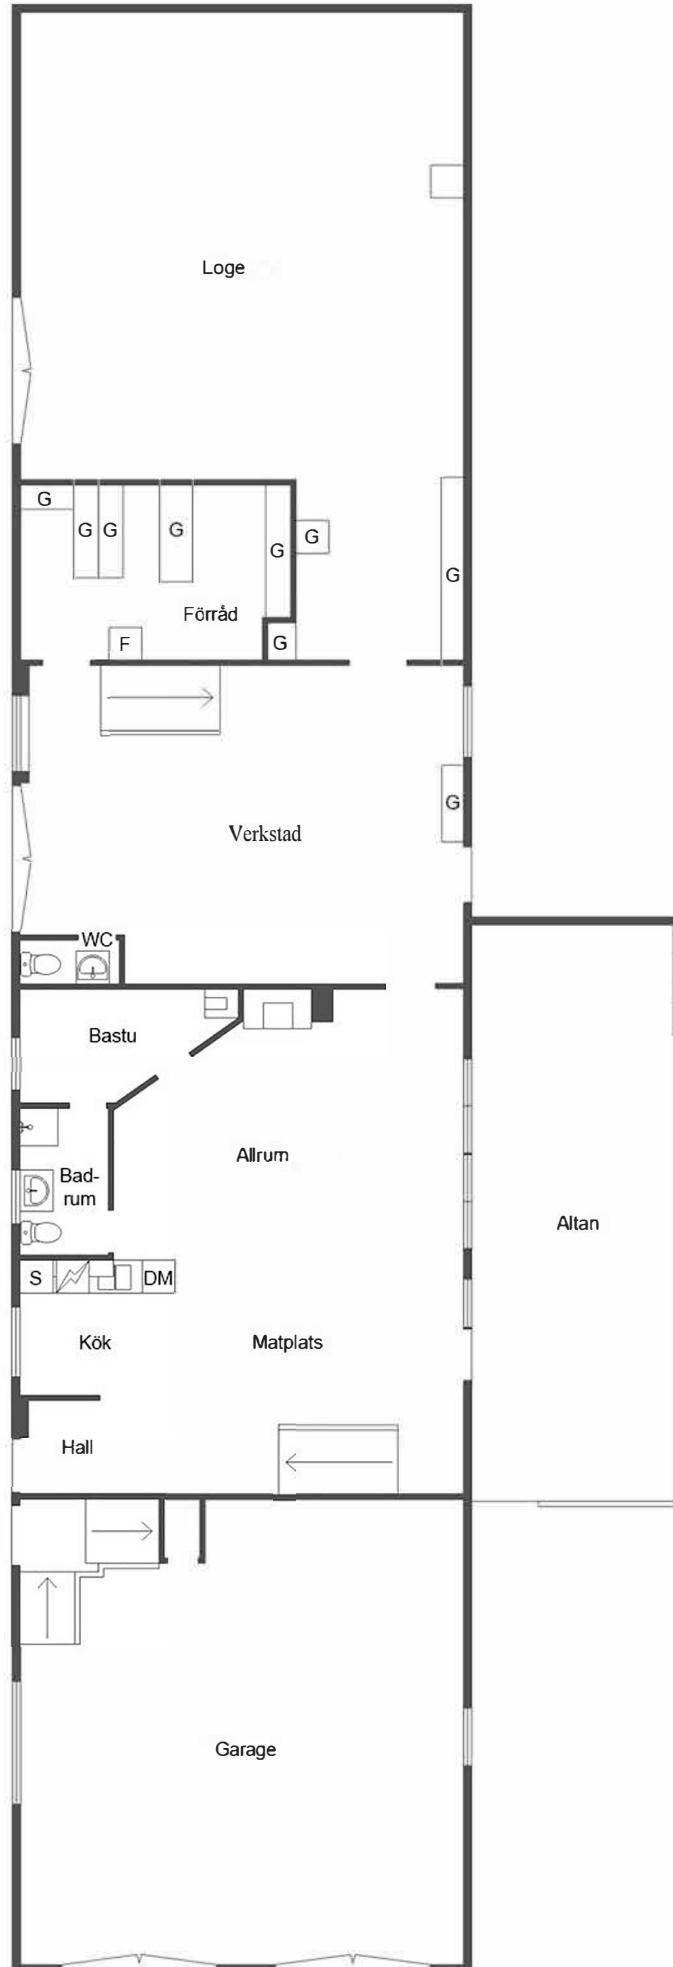 Loge
G
G
G
G
G
G
G
Förråd
F
G
G
Verkstad
WC
Bastu
Allrum
Bad-
rum
Altan
S
DM
Kök
Matplats
Hall
Garage